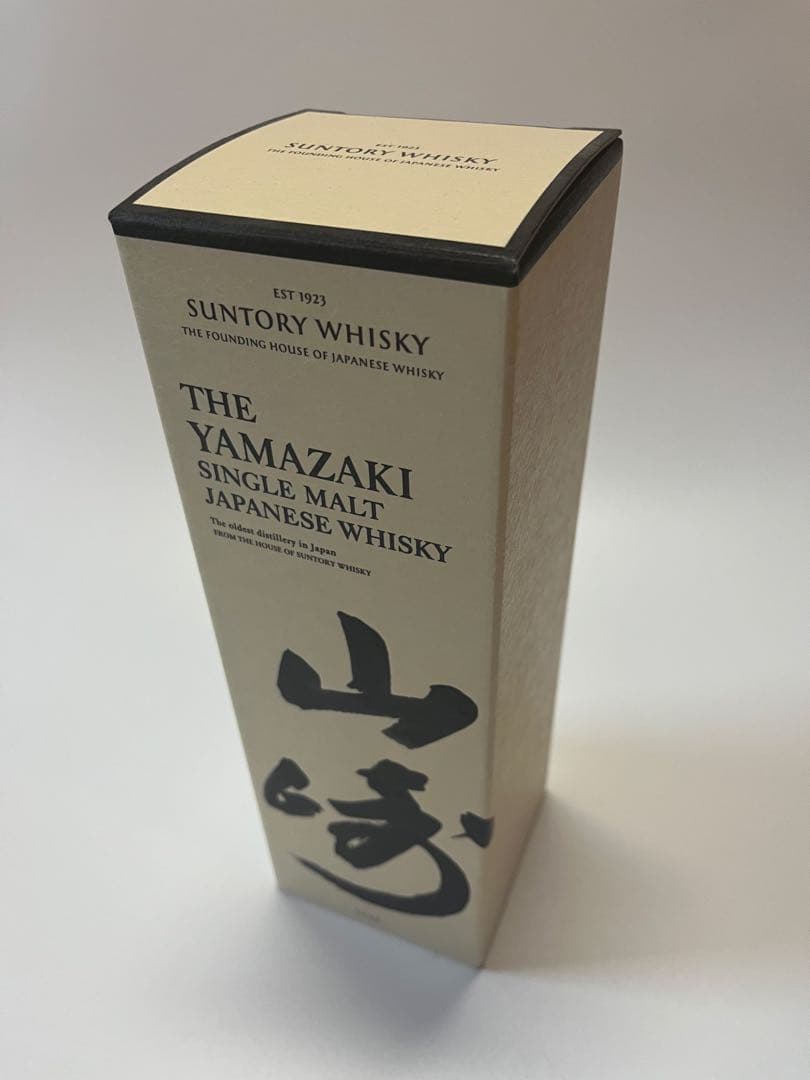 EST 1923
SUNTORY WHISKY
THE FOUNDING HOUSE OF JAPANESE WHISKY
EST 1923
SUNTORY WHISKY
THE FOUNDING HOUSE OF JAPANESE WHISKY
THE
YAMAZAKI
SINGLE MALT
JAPANESE WHISKY
The oldest distillery in Japan
FROM THE HOUSE OF SUNTORY WHISKY
山
崎